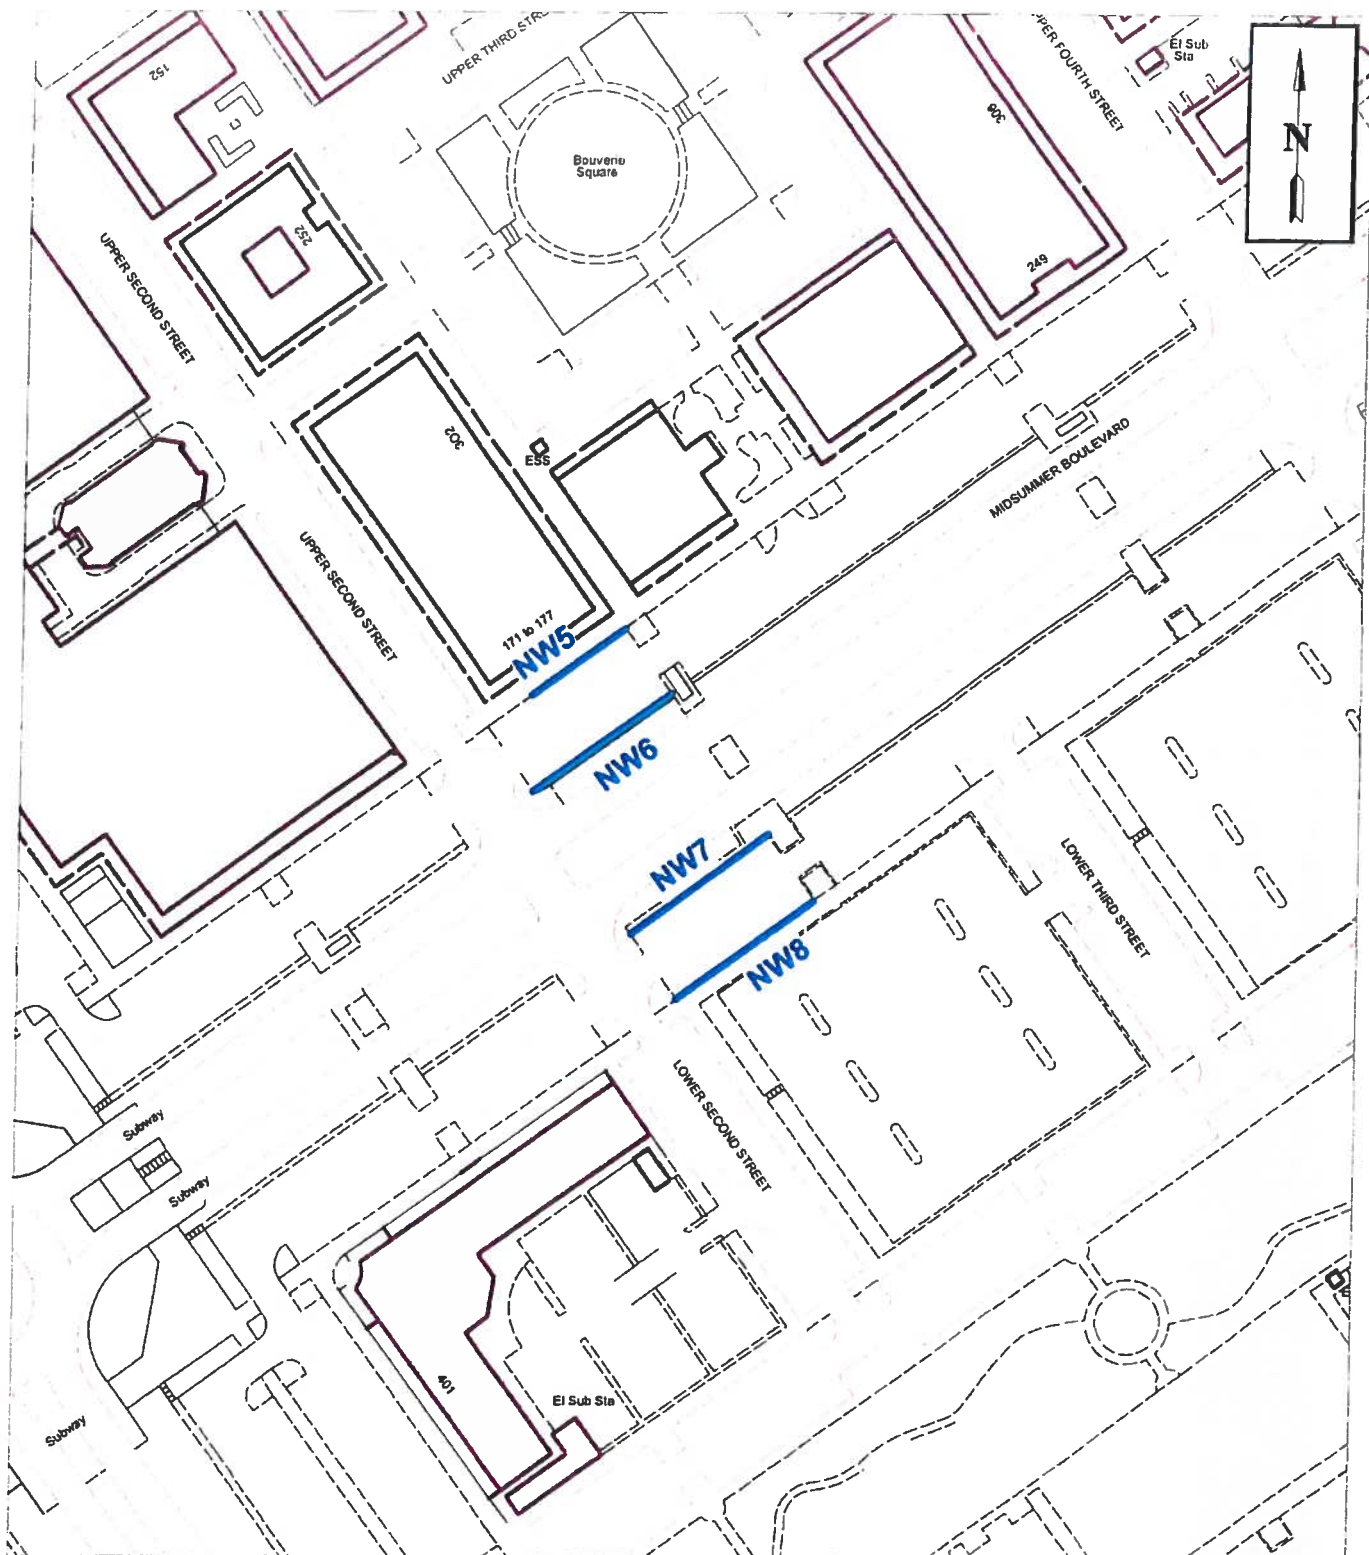 UPPER THIRD STRE
UPPER FOURTH STREET
El Sub
Sta
N
152
306
Bouverie
Square
252
249
UPPER SECOND STREET
302
ESS
MIDSUMMER BOULEVARD
UPPER SECOND STREET
171 to 177
NW5
NW6
NW7
LOWER THIRD STREET
NW8
LOWER SECOND STREET
Subway
Subway
401
El Sub Sta
Subway